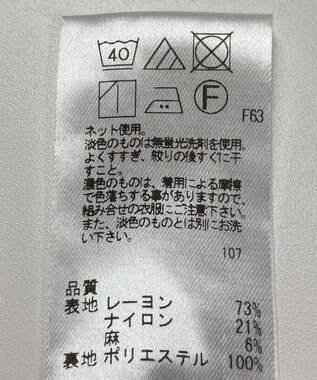 40
F
F63
ネット使用。
淡色のものは無蛍光洗剤を使用。
よくすすぎ、絞りの後すぐに干
すこと。
濃色のものは、着用による摩擦
で色落ちする事がありますので、
組み合せの衣服にご注意下さい。
また、淡色のものとは別にお洗
い下さい。
107
品質
表地 レーヨン 73%
ナイロン 21%
麻 6%
裏地 ポリエステル 100%